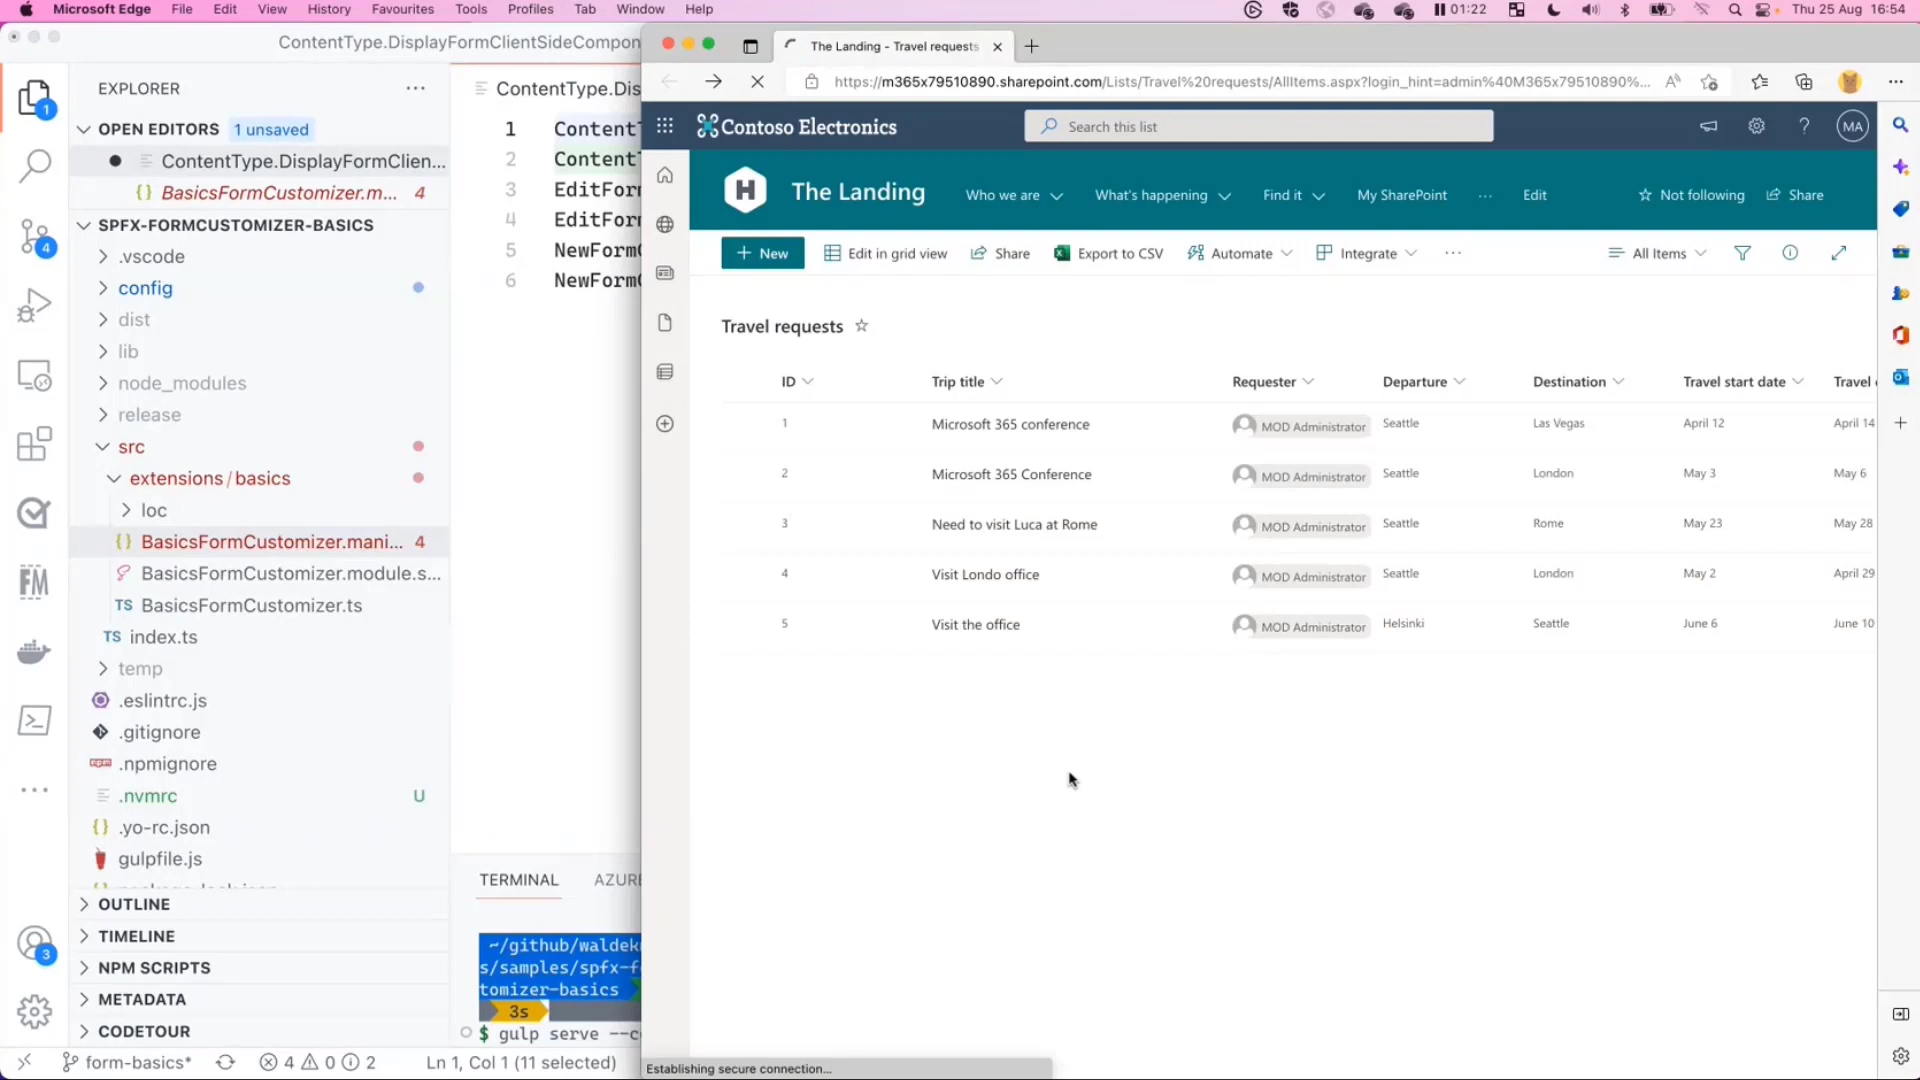 Microsoft Edge File Edit View History Favourites Tools Profiles Tab Window Help
01:22
Thu 25 Aug 16:54
ContentType.DisplayFormClientSideCompon
EXPLORER
OPEN EDITORS 1 unsaved
ContentType.DisplayFormClien...
BasicsFormCustomizer.m... 4
SPFX-FORMCUSTOMIZER-BASICS
.vscode
config
dist
lib
node_modules
release
src
extensions/basics
loc
BasicsFormCustomizer.mani... 4
BasicsFormCustomizer.module.s...
TS BasicsFormCustomizer.ts
TS index.ts
temp
.eslintrc.js
.gitignore
.npmignore
.nvmrc U
.yo-rc.json
gulpfile.js
OUTLINE
TIMELINE
NPM SCRIPTS
METADATA
CODETOUR
1
4
FM
3
form-basics* 4 0 2 Ln 1, Col 1 (11 selected)
ContentType.Dis
1 ContentT
2 ContentT
3 EditForm
4 EditForm
5 NewFormC
6 NewFormC
TERMINAL AZURE
~/github/waldek
s/samples/spfx-f
tomizer-basics
3s
$ gulp serve --c
The Landing - Travel requests
https://m365x79510890.sharepoint.com/Lists/Travel%20requests/AllItems.aspx?login_hint=admin%40M365x79510890%...
Contoso Electronics
Search this list
MA
H The Landing Who we are What's happening Find it My SharePoint ... Edit Not following Share
New Edit in grid view Share Export to CSV Automate Integrate ... All Items
Travel requests
ID Trip title Requester Departure Destination Travel start date Travel
1 Microsoft 365 conference MOD Administrator Seattle Las Vegas April 12 April 14
2 Microsoft 365 Conference MOD Administrator Seattle London May 3 May 6
3 Need to visit Luca at Rome MOD Administrator Seattle Rome May 23 May 28
4 Visit Londo office MOD Administrator Seattle London May 2 April 29
5 Visit the office MOD Administrator Helsinki Seattle June 6 June 10
Establishing secure connection...